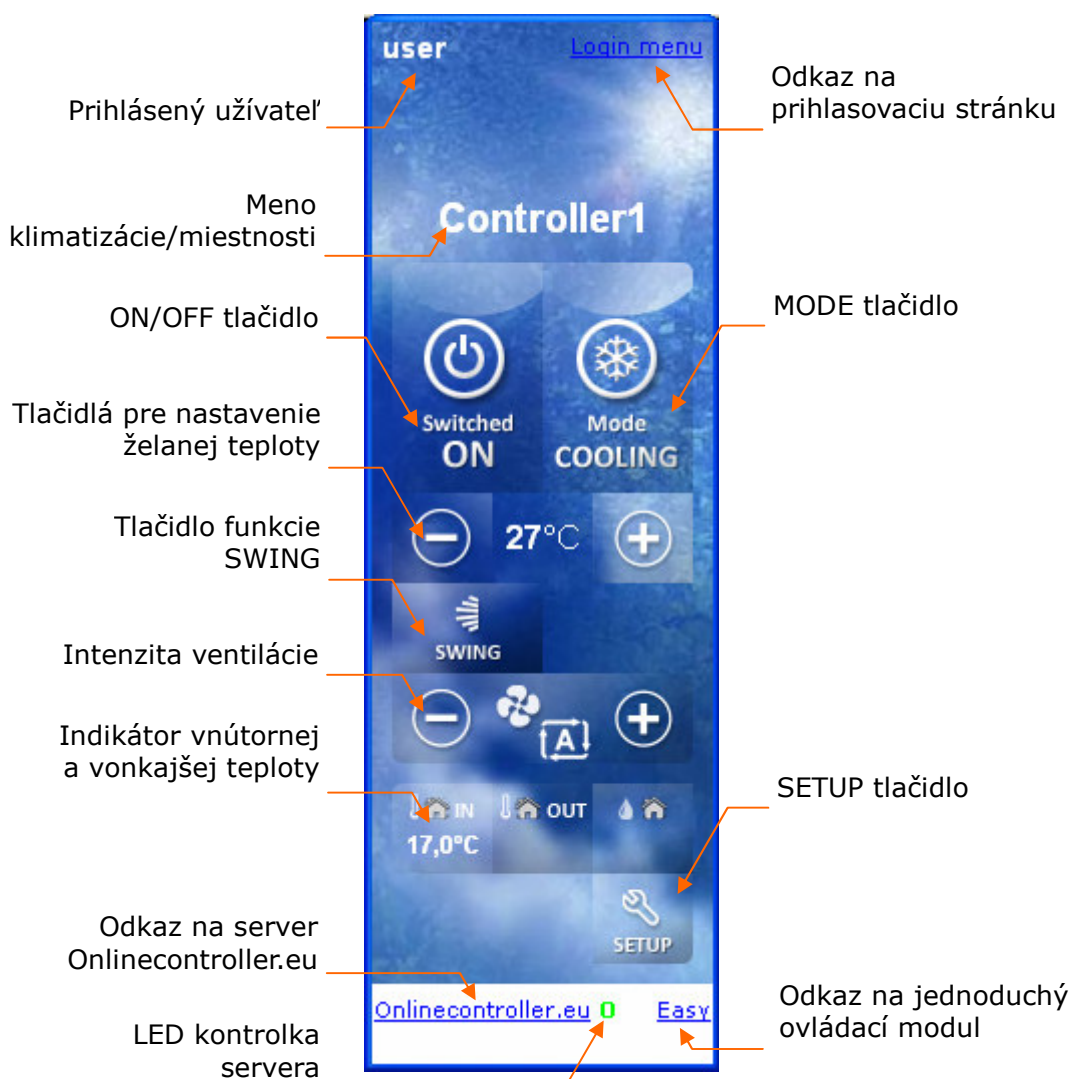 user
Login menu
Odkaz na
prihlasovaciu stránku
Prihlásený užívateľ
Meno
klimatizácie/miestnosti
Controller1
ON/OFF tlačidlo
MODE tlačidlo
Switched
ON
Mode
COOLING
Tlačidlá pre nastavenie
želanej teploty
27°C
Tlačidlo funkcie
SWING
SWING
Intenzita ventilácie
A
Indikátor vnútornej
a vonkajšej teploty
IN
OUT
17,0°C
SETUP tlačidlo
SETUP
Odkaz na server
Onlinecontroller.eu
Onlinecontroller.eu 0
Easy
Odkaz na jednoduchý
ovládací modul
LED kontrolka
servera